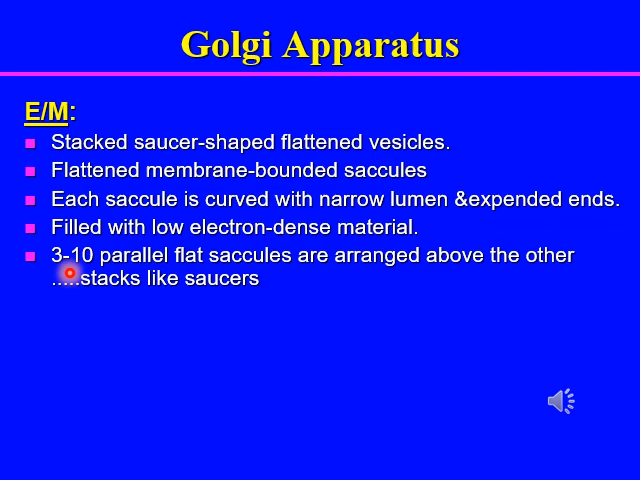 Golgi Apparatus
E/M:
Stacked saucer-shaped flattened vesicles.
Flattened membrane-bounded saccules
Each saccule is curved with narrow lumen &expended ends.
Filled with low electron-dense material.
3-10 parallel flat saccules are arranged above the other
.....stacks like saucers